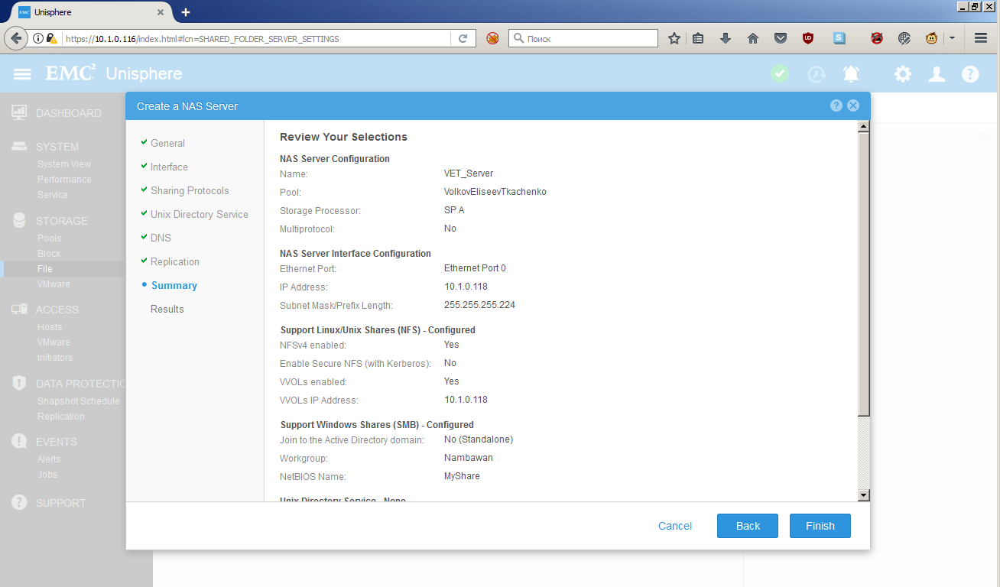 Unisphere
https://10.1.0.116/index.html#lcn=SHARED_FOLDER_SERVER_SETTINGS
Поиск
EMC² Unisphere
DASHBOARD
SYSTEM
System View
Performance
Service
STORAGE
Pools
Block
File
VMware
ACCESS
Hosts
VMware
Initiators
DATA PROTECTIO
Snapshot Schedule
Replication
EVENTS
Alerts
Jobs
SUPPORT
Create a NAS Server
General
Interface
Sharing Protocols
Unix Directory Service
DNS
Replication
Summary
Results
Review Your Selections
NAS Server Configuration
Name: VET_Server
Pool: VolkovEliseevTkachenko
Storage Processor: SP A
Multiprotocol: No
NAS Server Interface Configuration
Ethernet Port: Ethernet Port 0
IP Address: 10.1.0.118
Subnet Mask/Prefix Length: 255.255.255.224
Support Linux/Unix Shares (NFS) - Configured
NFSv4 enabled: Yes
Enable Secure NFS (with Kerberos): No
VVOLs enabled: Yes
VVOLs IP Address: 10.1.0.118
Support Windows Shares (SMB) - Configured
Join to the Active Directory domain: No (Standalone)
Workgroup: Nambawan
NetBIOS Name: MyShare
Unix Directory Service - None
Cancel Back Finish